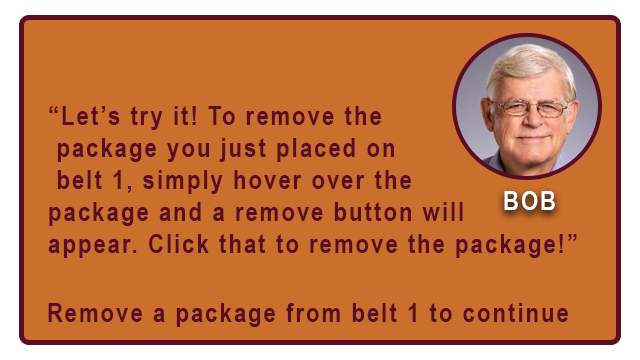 “Let’s try it! To remove the
package you just placed on
belt 1, simply hover over the
package and a remove button will
appear. Click that to remove the package!”
BOB
Remove a package from belt 1 to continue